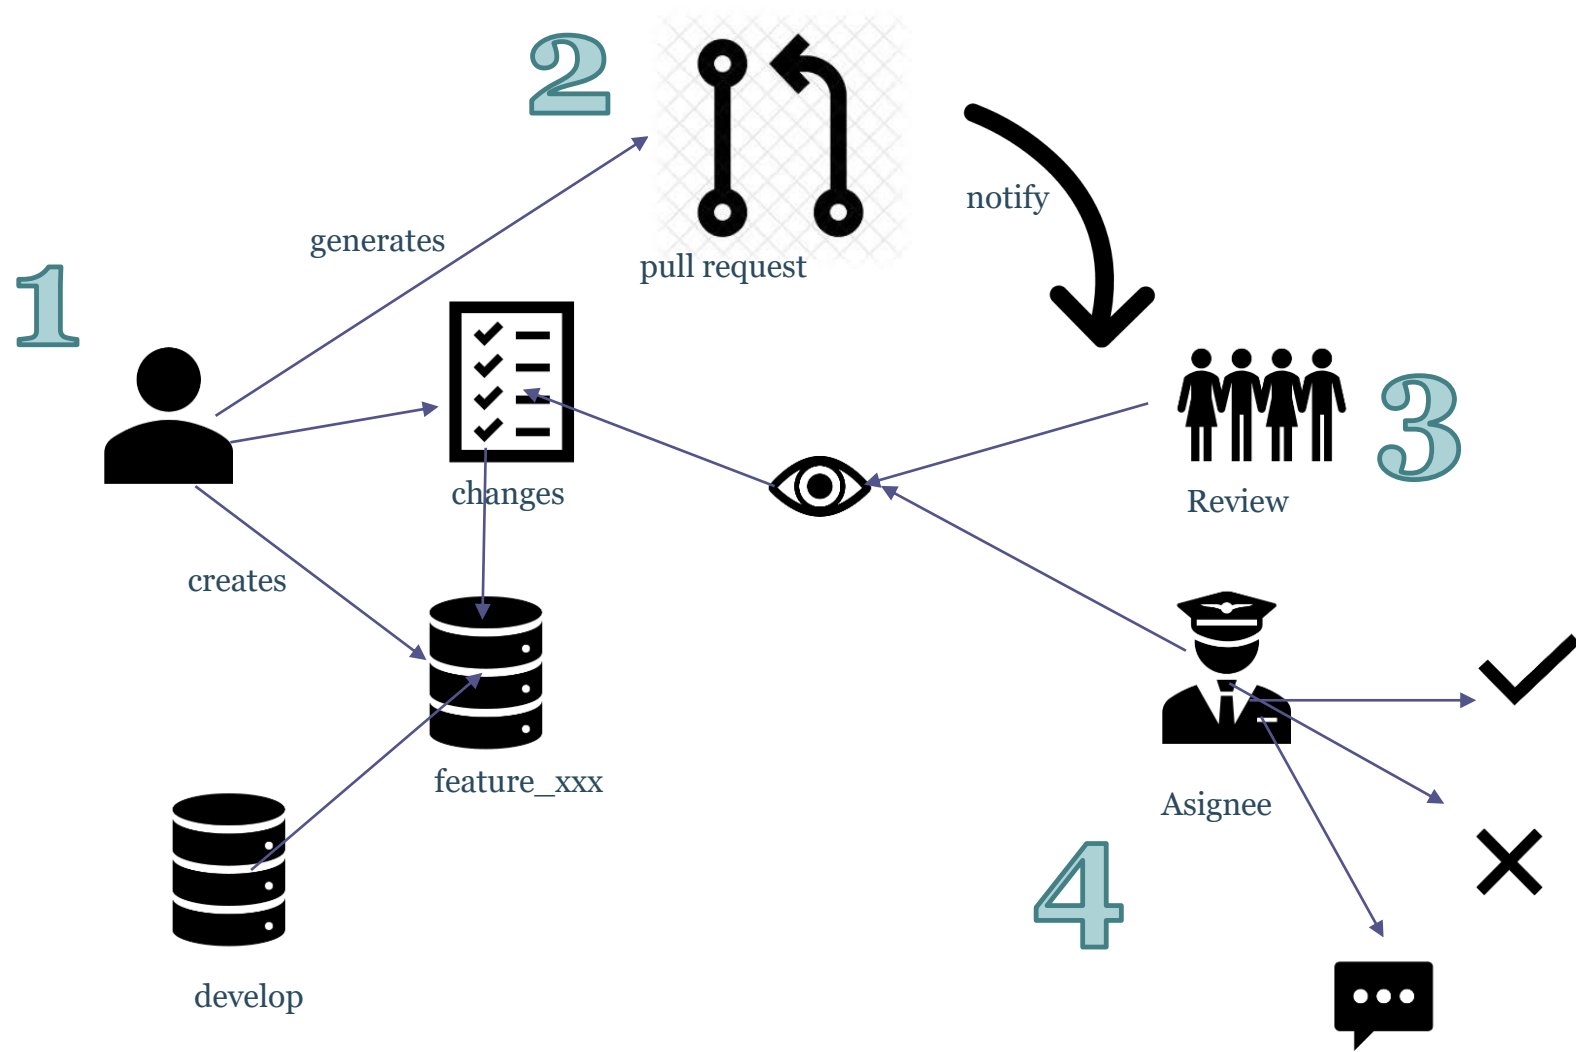 2
notify
generates
pull request
1
3
changes
Review
creates
feature_xxx
Asignee
4
develop